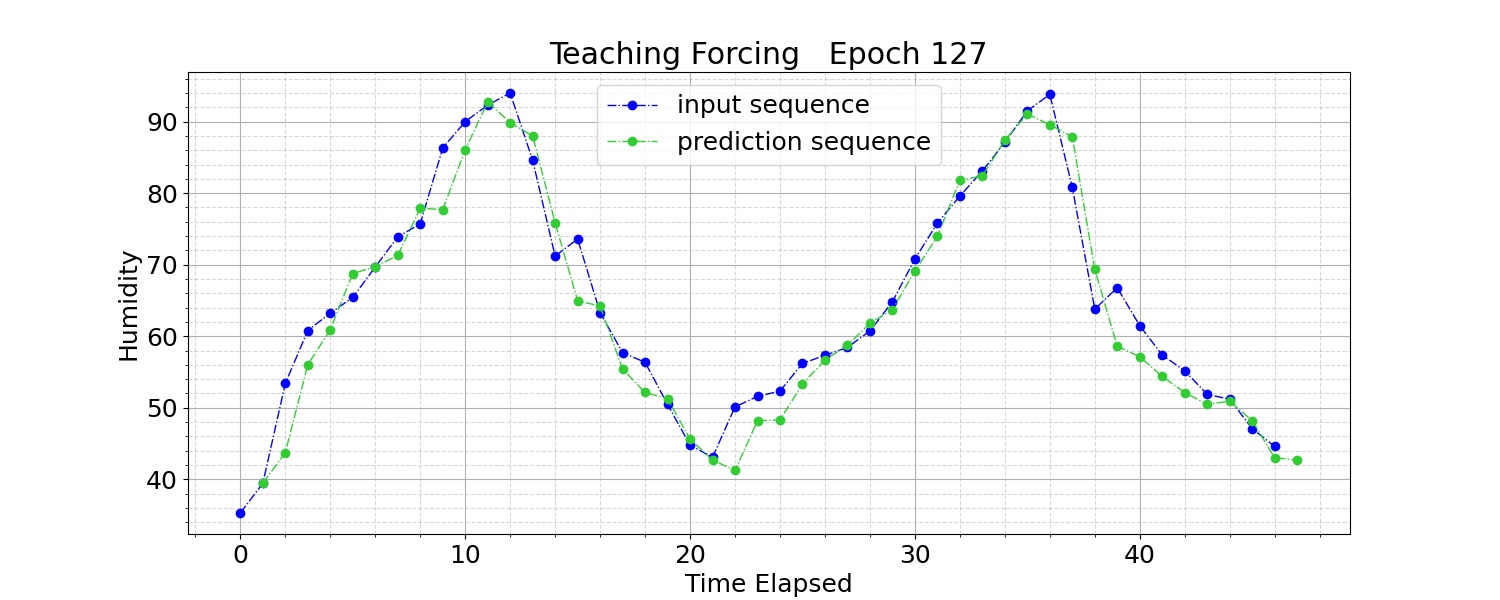 Teaching Forcing   Epoch 127
input sequence
prediction sequence
Humidity
90
80
70
60
50
40
0 10 20 30 40
Time Elapsed